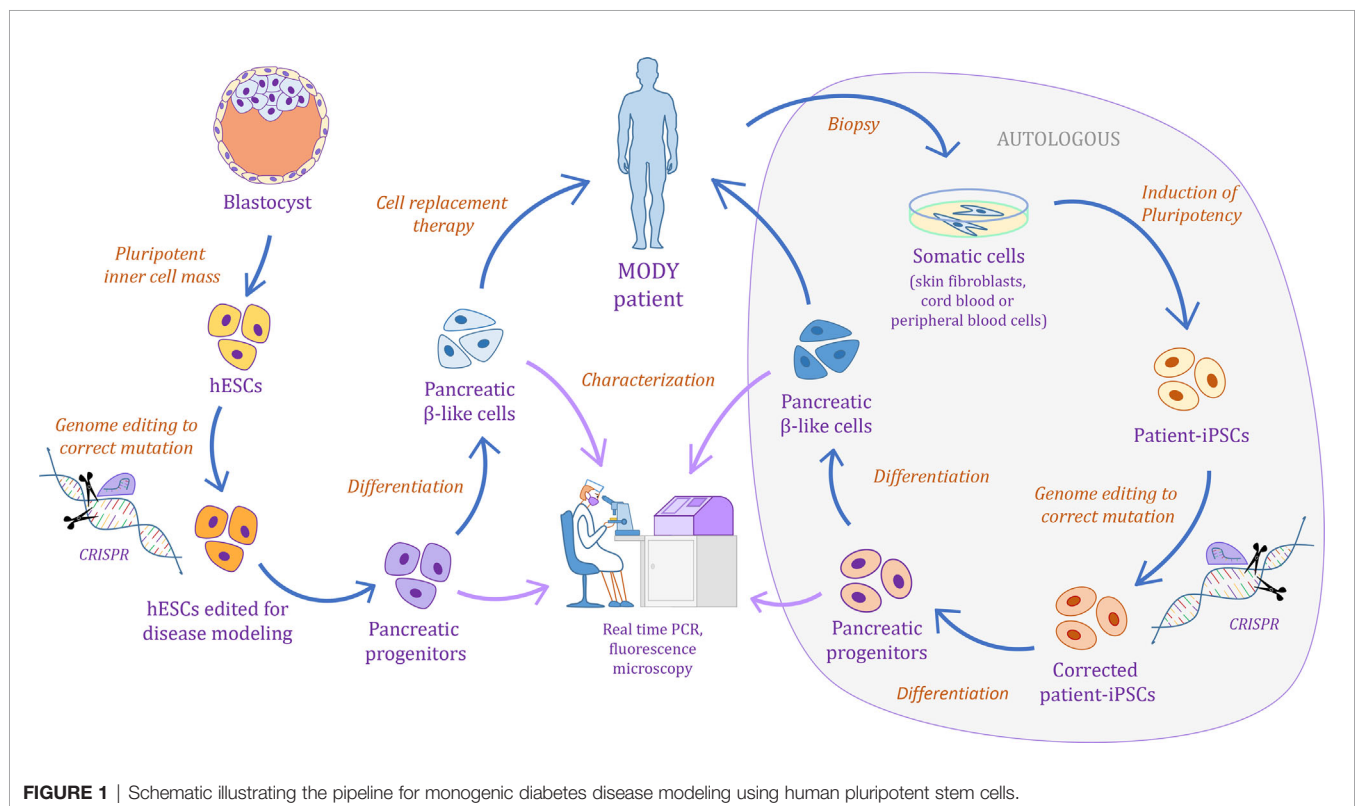 Blastocyst
Pluripotent
inner cell mass
hESCs
Genome editing to
correct mutation
CRISPR
hESCs edited for
disease modeling
Pancreatic
progenitors
Differentiation
Pancreatic
β-like cells
Cell replacement
therapy
MODY
patient
Characterization
Real time PCR,
fluorescence
microscopy
Biopsy
AUTOLOGOUS
Somatic cells
(skin fibroblasts,
cord blood or
peripheral blood cells)
Induction of
Pluripotency
Patient-iPSCs
Genome editing to
correct mutation
CRISPR
Corrected
patient-iPSCs
Differentiation
Pancreatic
progenitors
Differentiation
Pancreatic
β-like cells
FIGURE 1 | Schematic illustrating the pipeline for monogenic diabetes disease modeling using human pluripotent stem cells.